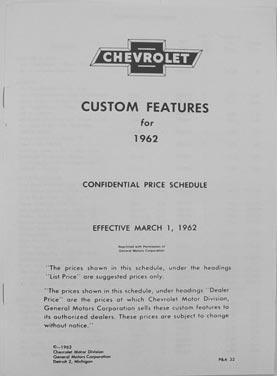 CHEVROLET
CUSTOM FEATURES
for
1962
CONFIDENTIAL PRICE SCHEDULE
EFFECTIVE MARCH 1, 1962
Reprinted with Permission of
General Motors Corporation
"The prices shown in this schedule, under the headings
"List Price" are suggested prices only.
"The prices shown in this schedule, under headings "Dealer
Price" are the prices at which Chevrolet Motor Division,
General Motors Corporation sells these custom features to
its authorized dealers. These prices are subject to change
without notice."
©—1962
Chevrolet Motor Division
General Motors Corporation
Detroit 2, Michigan
P&A 32